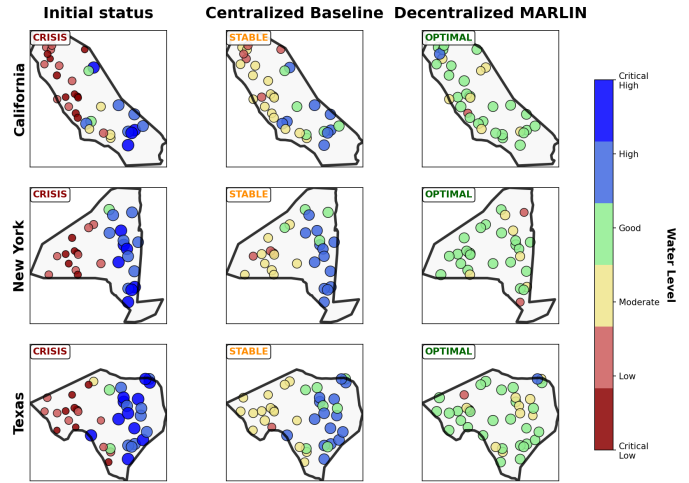 Initial status
Centralized Baseline
Decentralized MARLIN
California
CRISIS
STABLE
OPTIMAL
New York
CRISIS
STABLE
OPTIMAL
Texas
CRISIS
STABLE
OPTIMAL
Critical
High
High
Good
Moderate
Low
Critical
Low
Water Level